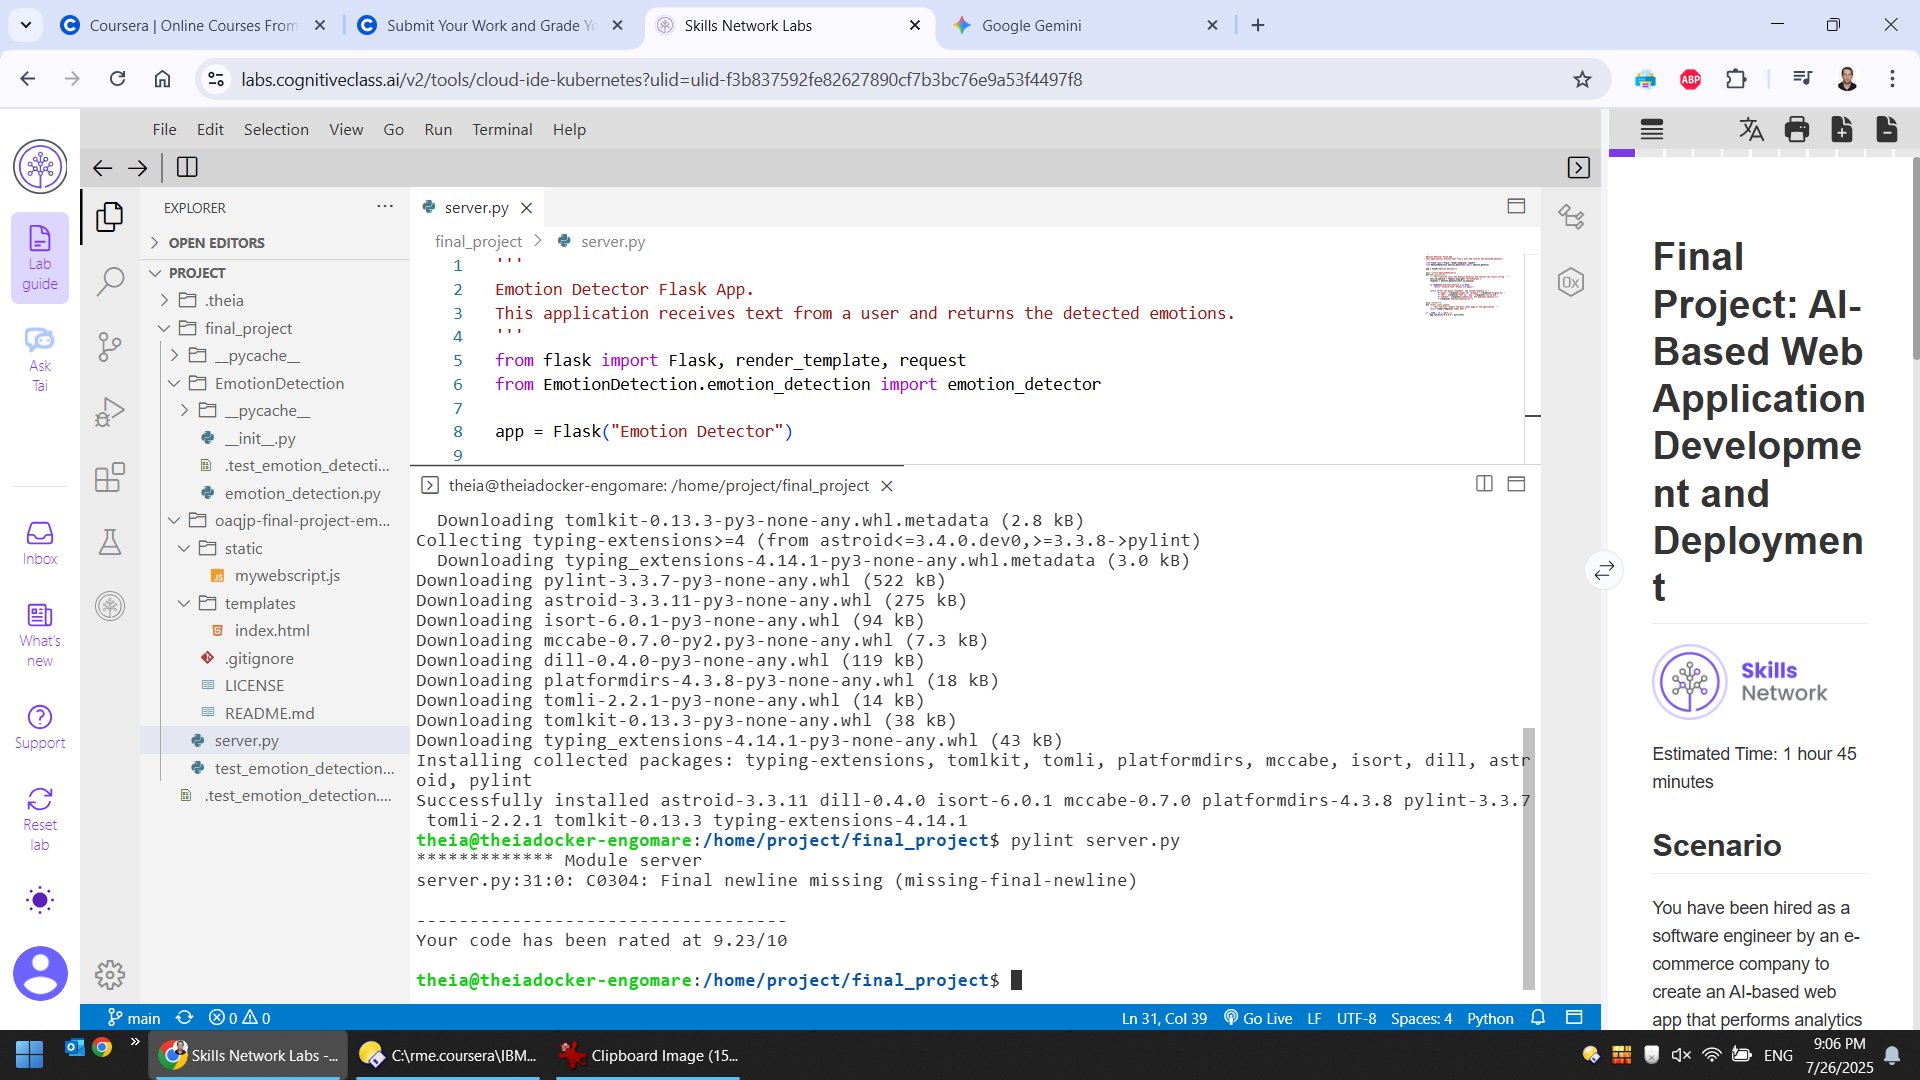 Coursera | Online Courses From
Submit Your Work and Grade Yo
Skills Network Labs
Google Gemini
labs.cognitiveclass.ai/v2/tools/cloud-ide-kubernetes?ulid=ulid-f3b837592fe82627890cf7b3bc76e9a53f4497f8
ABP
File Edit Selection View Go Run Terminal Help
Lab guide
Ask Tai
Inbox
What's new
Support
Reset lab
EXPLORER
OPEN EDITORS
PROJECT
.theia
final_project
__pycache__
EmotionDetection
__pycache__
__init__.py
.test_emotion_detecti...
emotion_detection.py
oaqjp-final-project-em...
static
mywebscript.js
templates
index.html
.gitignore
LICENSE
README.md
server.py
test_emotion_detection...
.test_emotion_detection....
server.py
final_project > server.py
1 '''
2 Emotion Detector Flask App.
3 This application receives text from a user and returns the detected emotions.
4 '''
5 from flask import Flask, render_template, request
6 from EmotionDetection.emotion_detection import emotion_detector
7
8 app = Flask("Emotion Detector")
9
theia@theiadocker-engomare: /home/project/final_project
Downloading tomlkit-0.13.3-py3-none-any.whl.metadata (2.8 kB)
Collecting typing-extensions>=4 (from astroid<=3.4.0.dev0,>=3.3.8->pylint)
Downloading typing_extensions-4.14.1-py3-none-any.whl.metadata (3.0 kB)
Downloading pylint-3.3.7-py3-none-any.whl (522 kB)
Downloading astroid-3.3.11-py3-none-any.whl (275 kB)
Downloading isort-6.0.1-py3-none-any.whl (94 kB)
Downloading mccabe-0.7.0-py2.py3-none-any.whl (7.3 kB)
Downloading dill-0.4.0-py3-none-any.whl (119 kB)
Downloading platformdirs-4.3.8-py3-none-any.whl (18 kB)
Downloading tomli-2.2.1-py3-none-any.whl (14 kB)
Downloading tomlkit-0.13.3-py3-none-any.whl (38 kB)
Downloading typing_extensions-4.14.1-py3-none-any.whl (43 kB)
Installing collected packages: typing-extensions, tomlkit, tomli, platformdirs, mccabe, isort, dill, astr
oid, pylint
Successfully installed astroid-3.3.11 dill-0.4.0 isort-6.0.1 mccabe-0.7.0 platformdirs-4.3.8 pylint-3.3.7
tomli-2.2.1 tomlkit-0.13.3 typing-extensions-4.14.1
theia@theiadocker-engomare:/home/project/final_project$ pylint server.py
************* Module server
server.py:31:0: C0304: Final newline missing (missing-final-newline)
-----------------------------------
Your code has been rated at 9.23/10
theia@theiadocker-engomare:/home/project/final_project$
Final
Project: AI-
Based Web
Application
Developme
nt and
Deploymen
t
Skills
Network
Estimated Time: 1 hour 45
minutes
Scenario
You have been hired as a
software engineer by an e-
commerce company to
create an AI-based web
app that performs analytics
main 0 0 Ln 31, Col 39 Go Live LF UTF-8 Spaces: 4 Python
Skills Network Labs -...
C:\rme.coursera\IBM...
Clipboard Image (15...
ENG
9:06 PM
7/26/2025